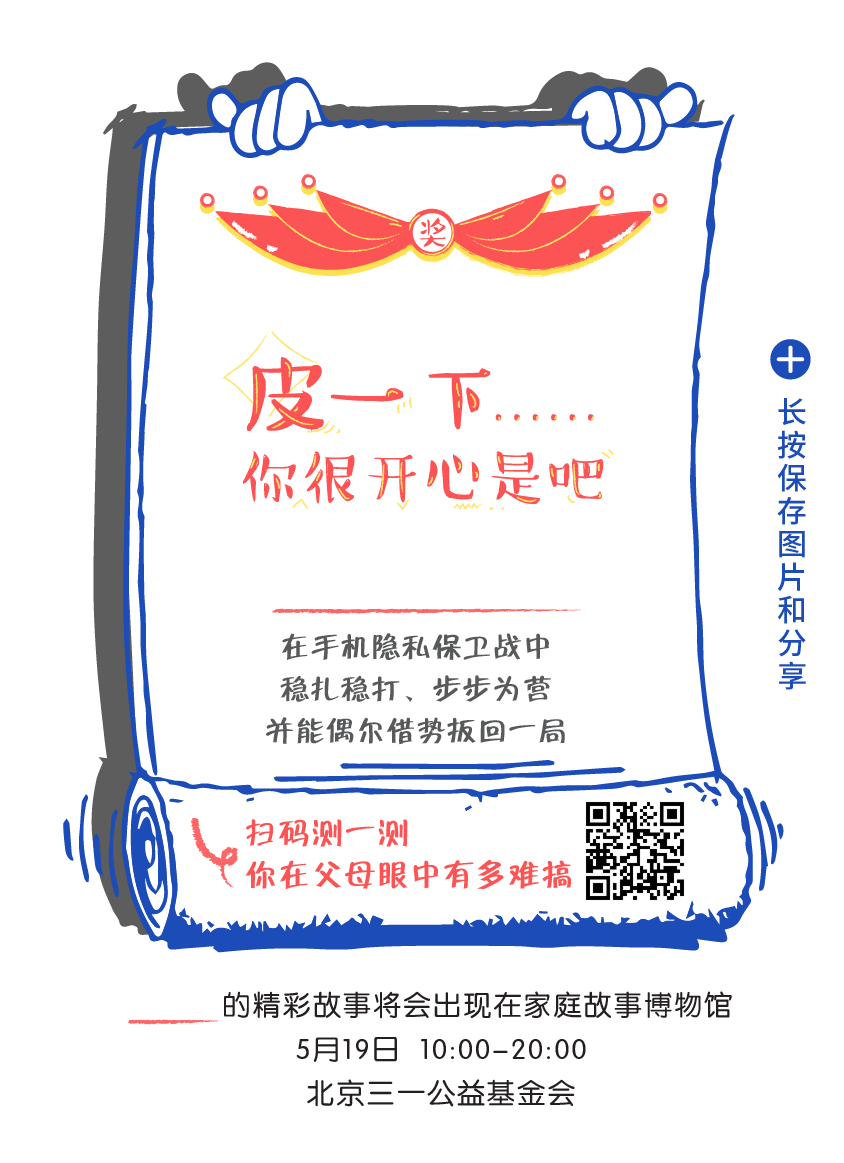 奖
皮一下......
你很开心是吧
在手机隐私保卫战中
稳扎稳打、步步为营
并能偶尔借势扳回一局
扫码测一测
你在父母眼中有多难搞
长按保存图片和分享
的精彩故事将会出现在家庭故事博物馆
5月19日 10:00-20:00
北京三一公益基金会